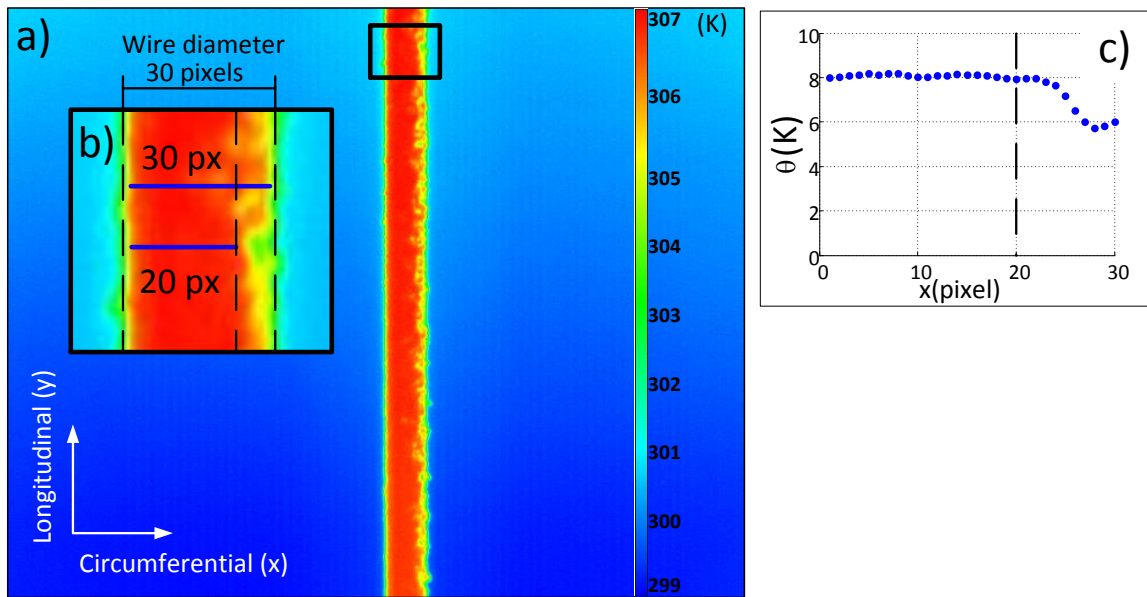 a)
Wire diameter
30 pixels
b)
30 px
20 px
Longitudinal (y)
Circumferential (x)
(K)
307
306
305
304
303
302
301
300
299
c)
10
8
6
4
2
0
θ(K)
0 10 20 30
x(pixel)